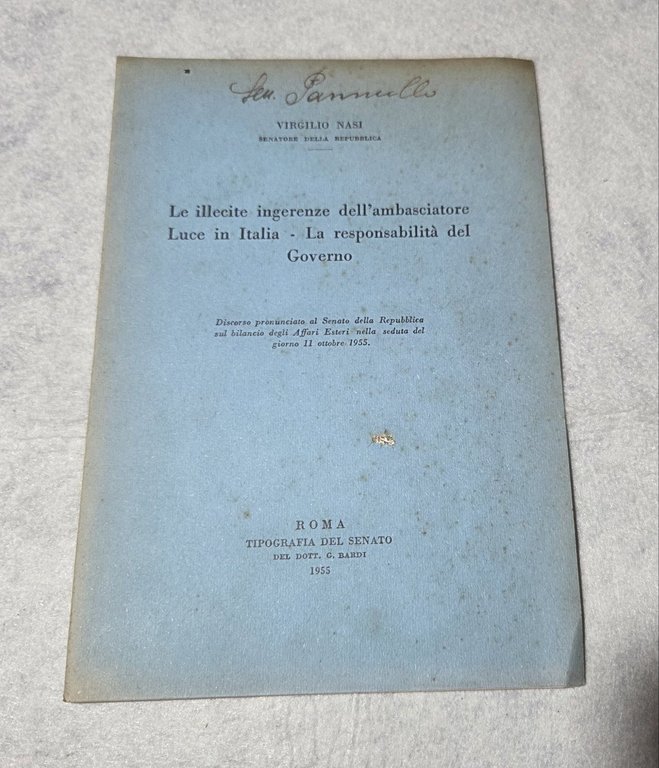 Sen. Pannullo
VIRGILIO NASI
SENATORE DELLA REPUBBLICA
Le illecite ingerenze dell'ambasciatore
Luce in Italia - La responsabilità del
Governo
Discorso pronunciato al Senato della Repubblica
sul bilancio degli Affari Esteri nella seduta del
giorno 11 ottobre 1955.
ROMA
TIPOGRAFIA DEL SENATO
DEL DOTT. G. BARDI
1955